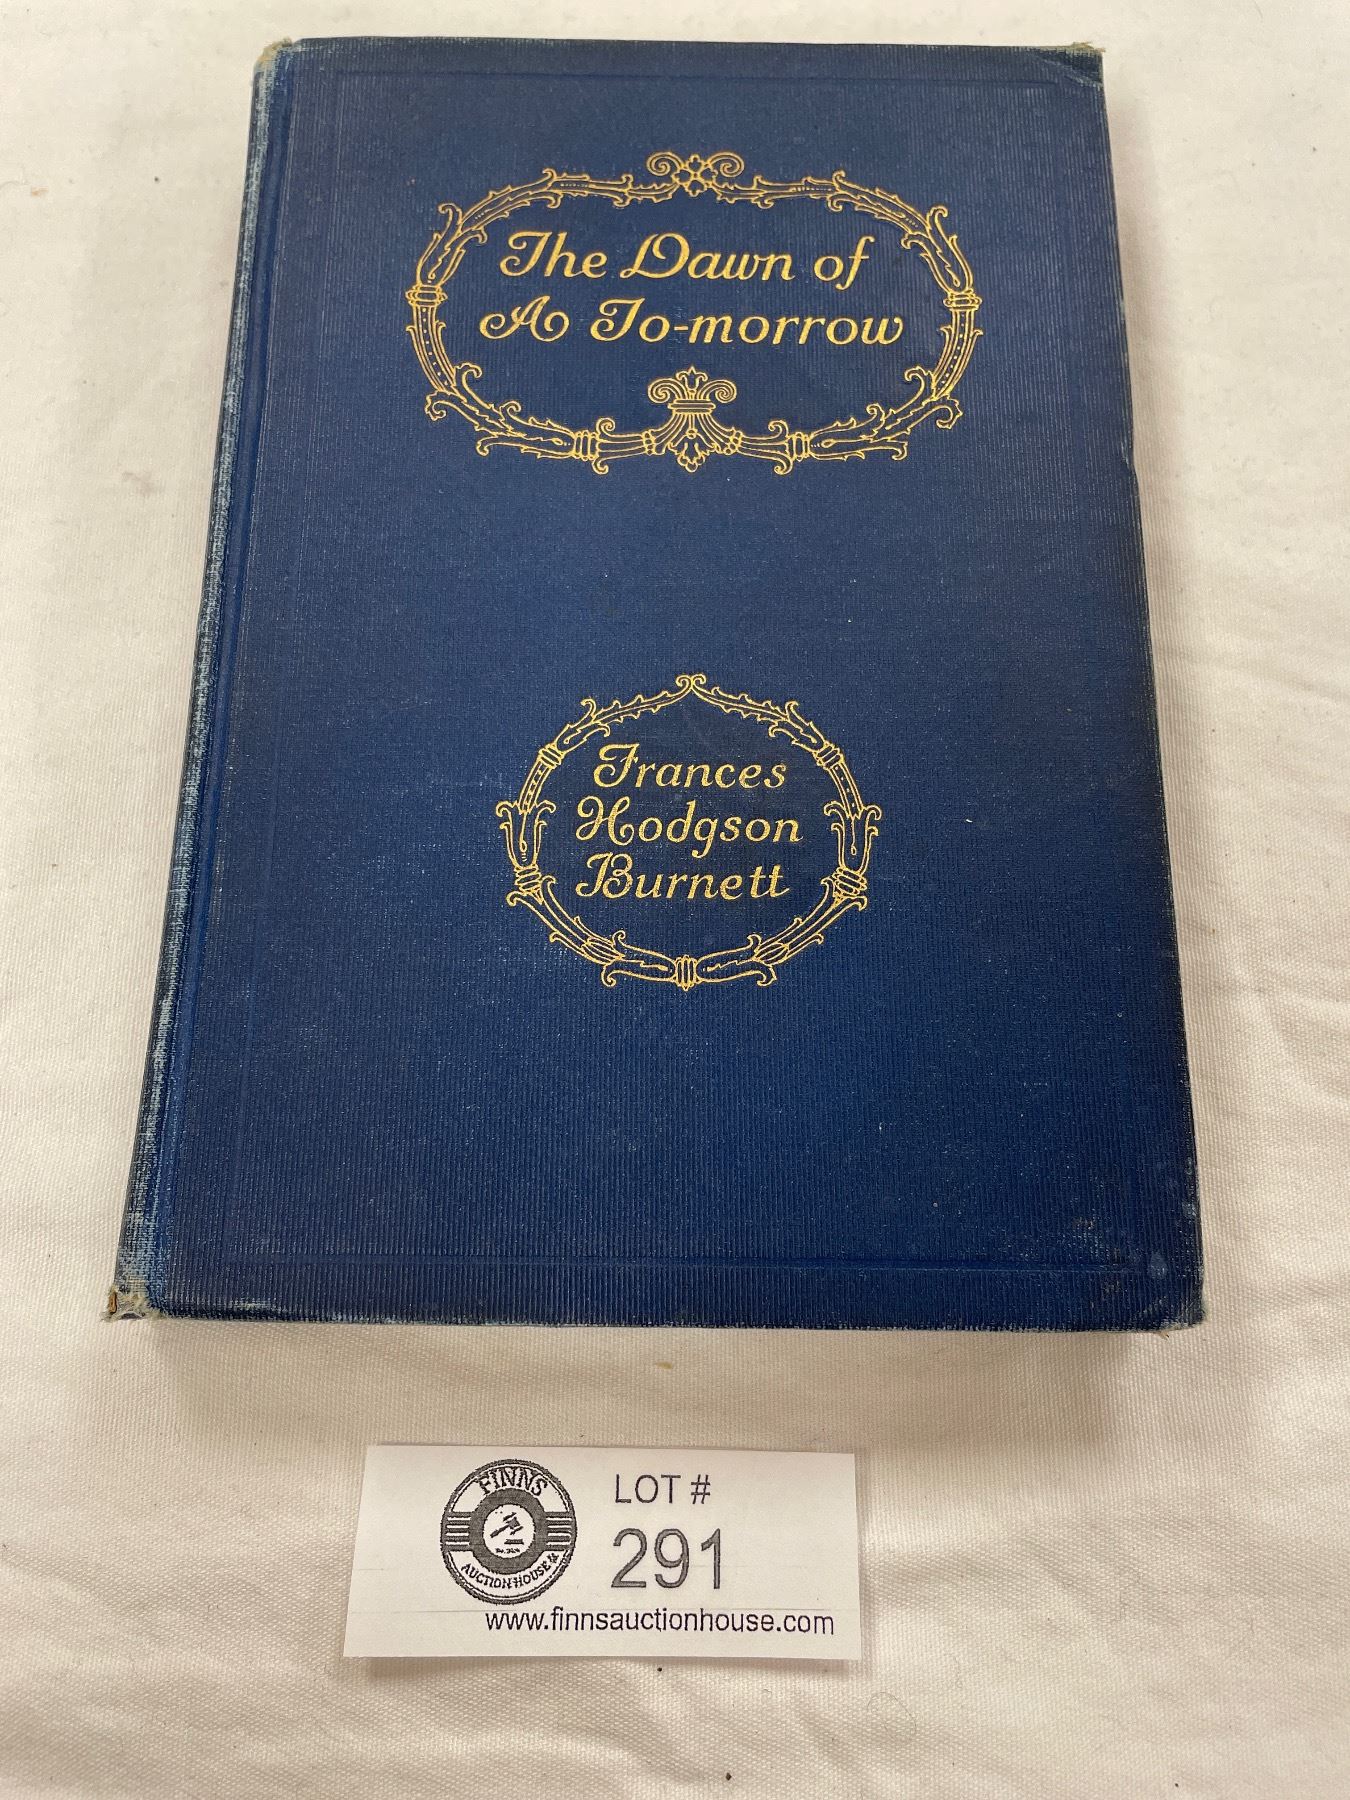 The Dawn of
A To-morrow
Frances
Hodgson
Burnett
FINNS
AUCTION HOUSE &
LOT #
291
www.finnsauctionhouse.com